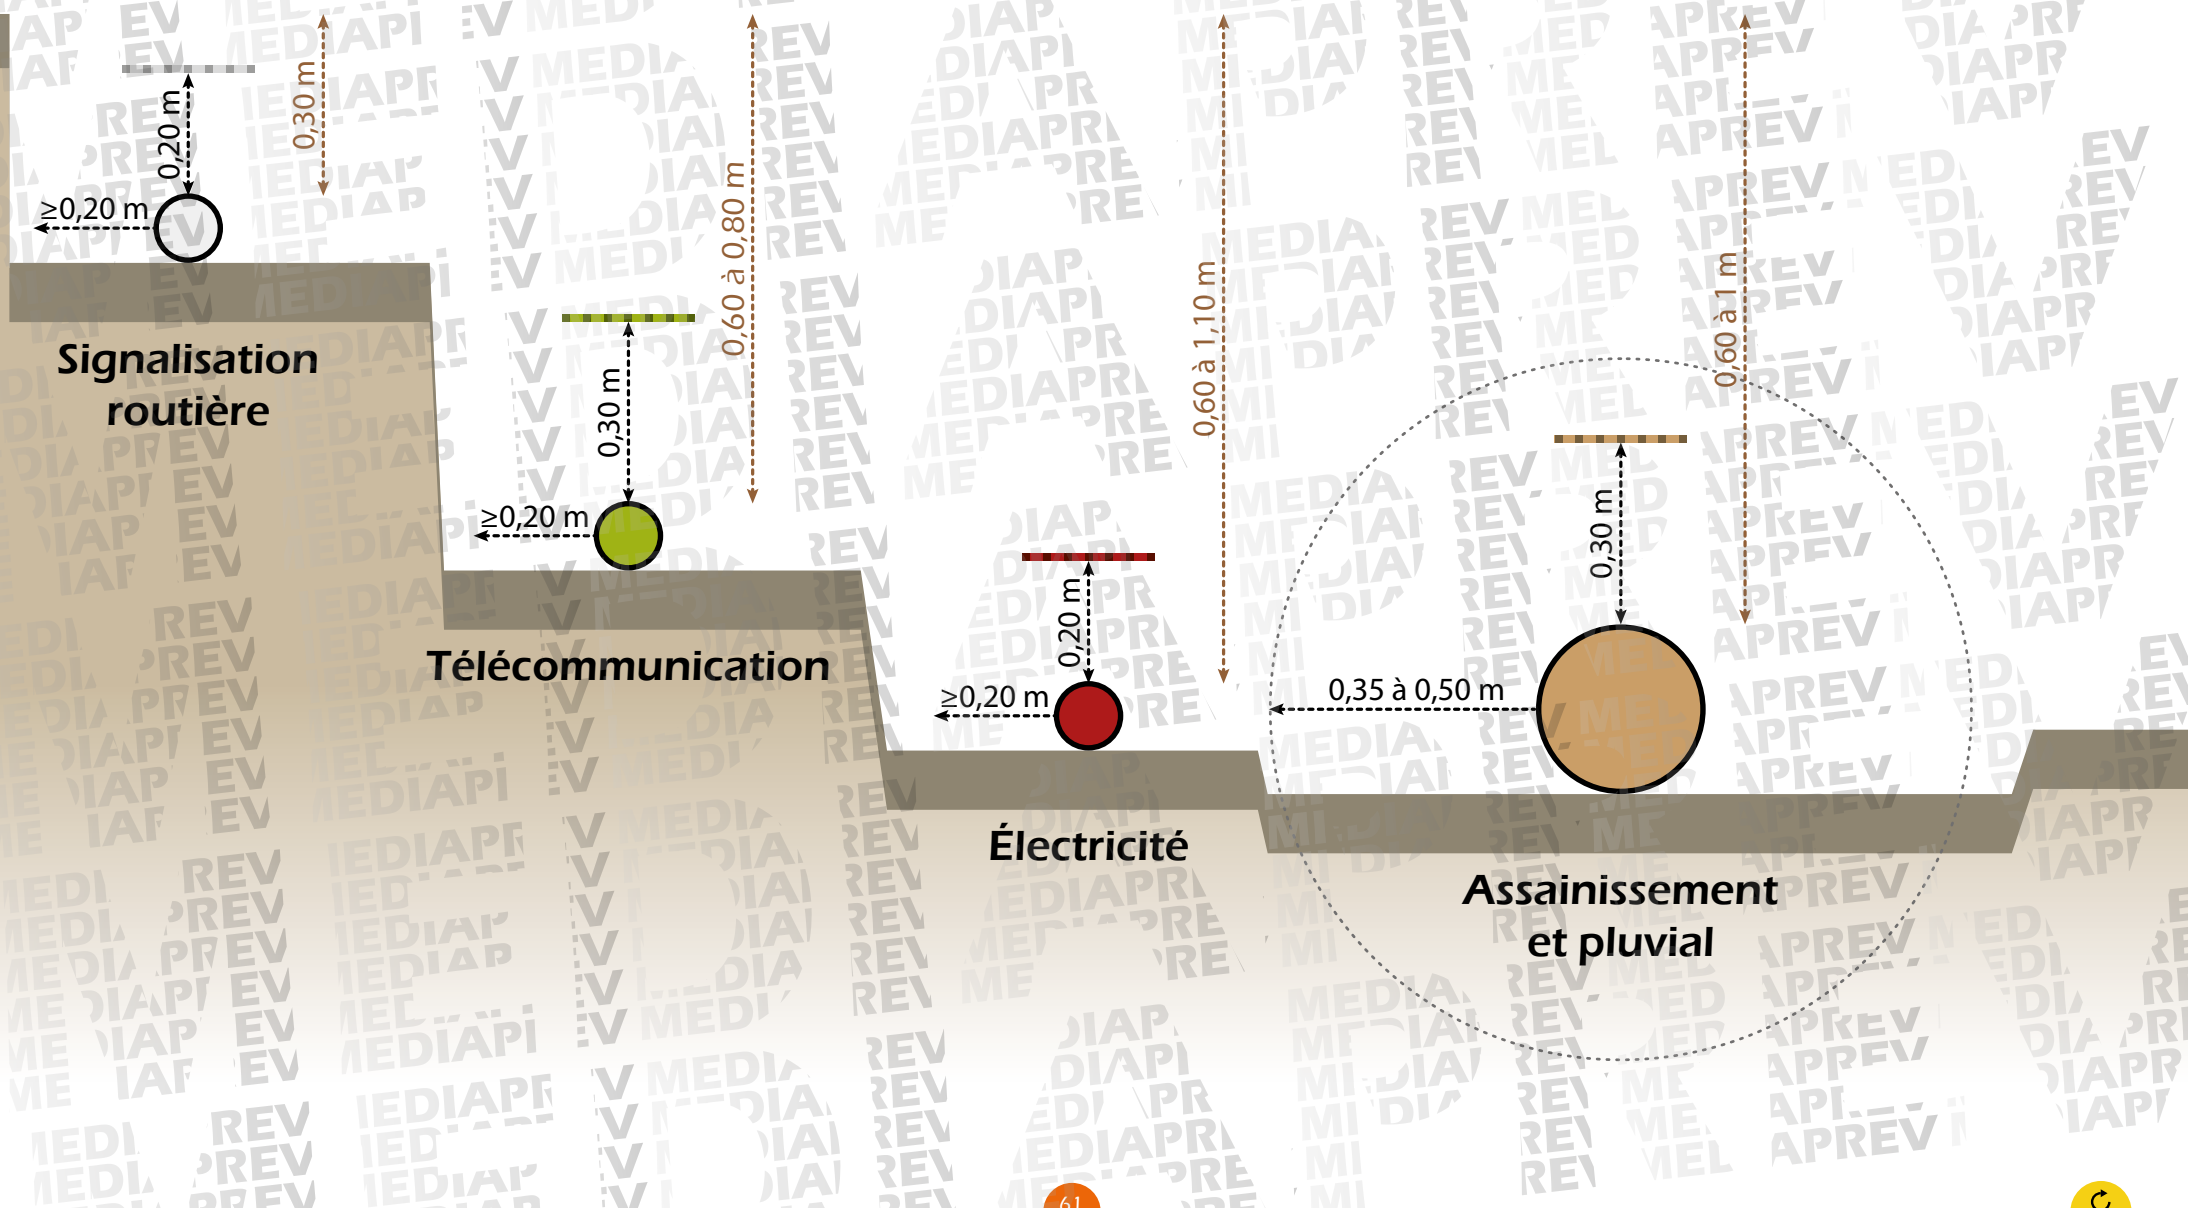 0,20 m
0,30 m
≥0,20 m
Signalisation
routière
0,60 à 0,80 m
0,30 m
≥0,20 m
Télécommunication
0,60 à 1,10 m
0,20 m
≥0,20 m
Électricité
0,60 à 1 m
0,30 m
0,35 à 0,50 m
Assainissement
et pluvial
61